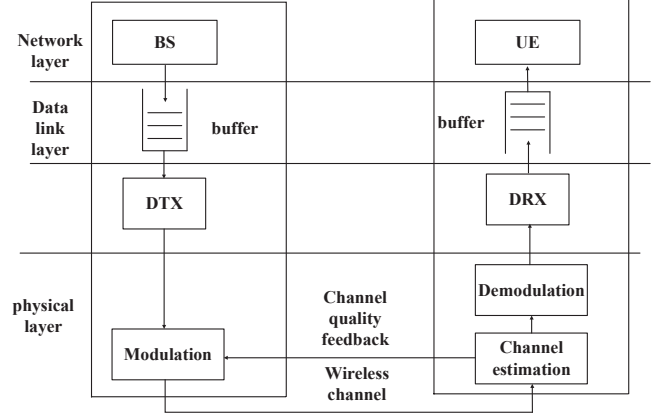 Network
layer
BS
UE
Data
link
layer
buffer
buffer
DTX
DRX
physical
layer
Channel
quality
feedback
Demodulation
Modulation
Channel
estimation
Wireless
channel